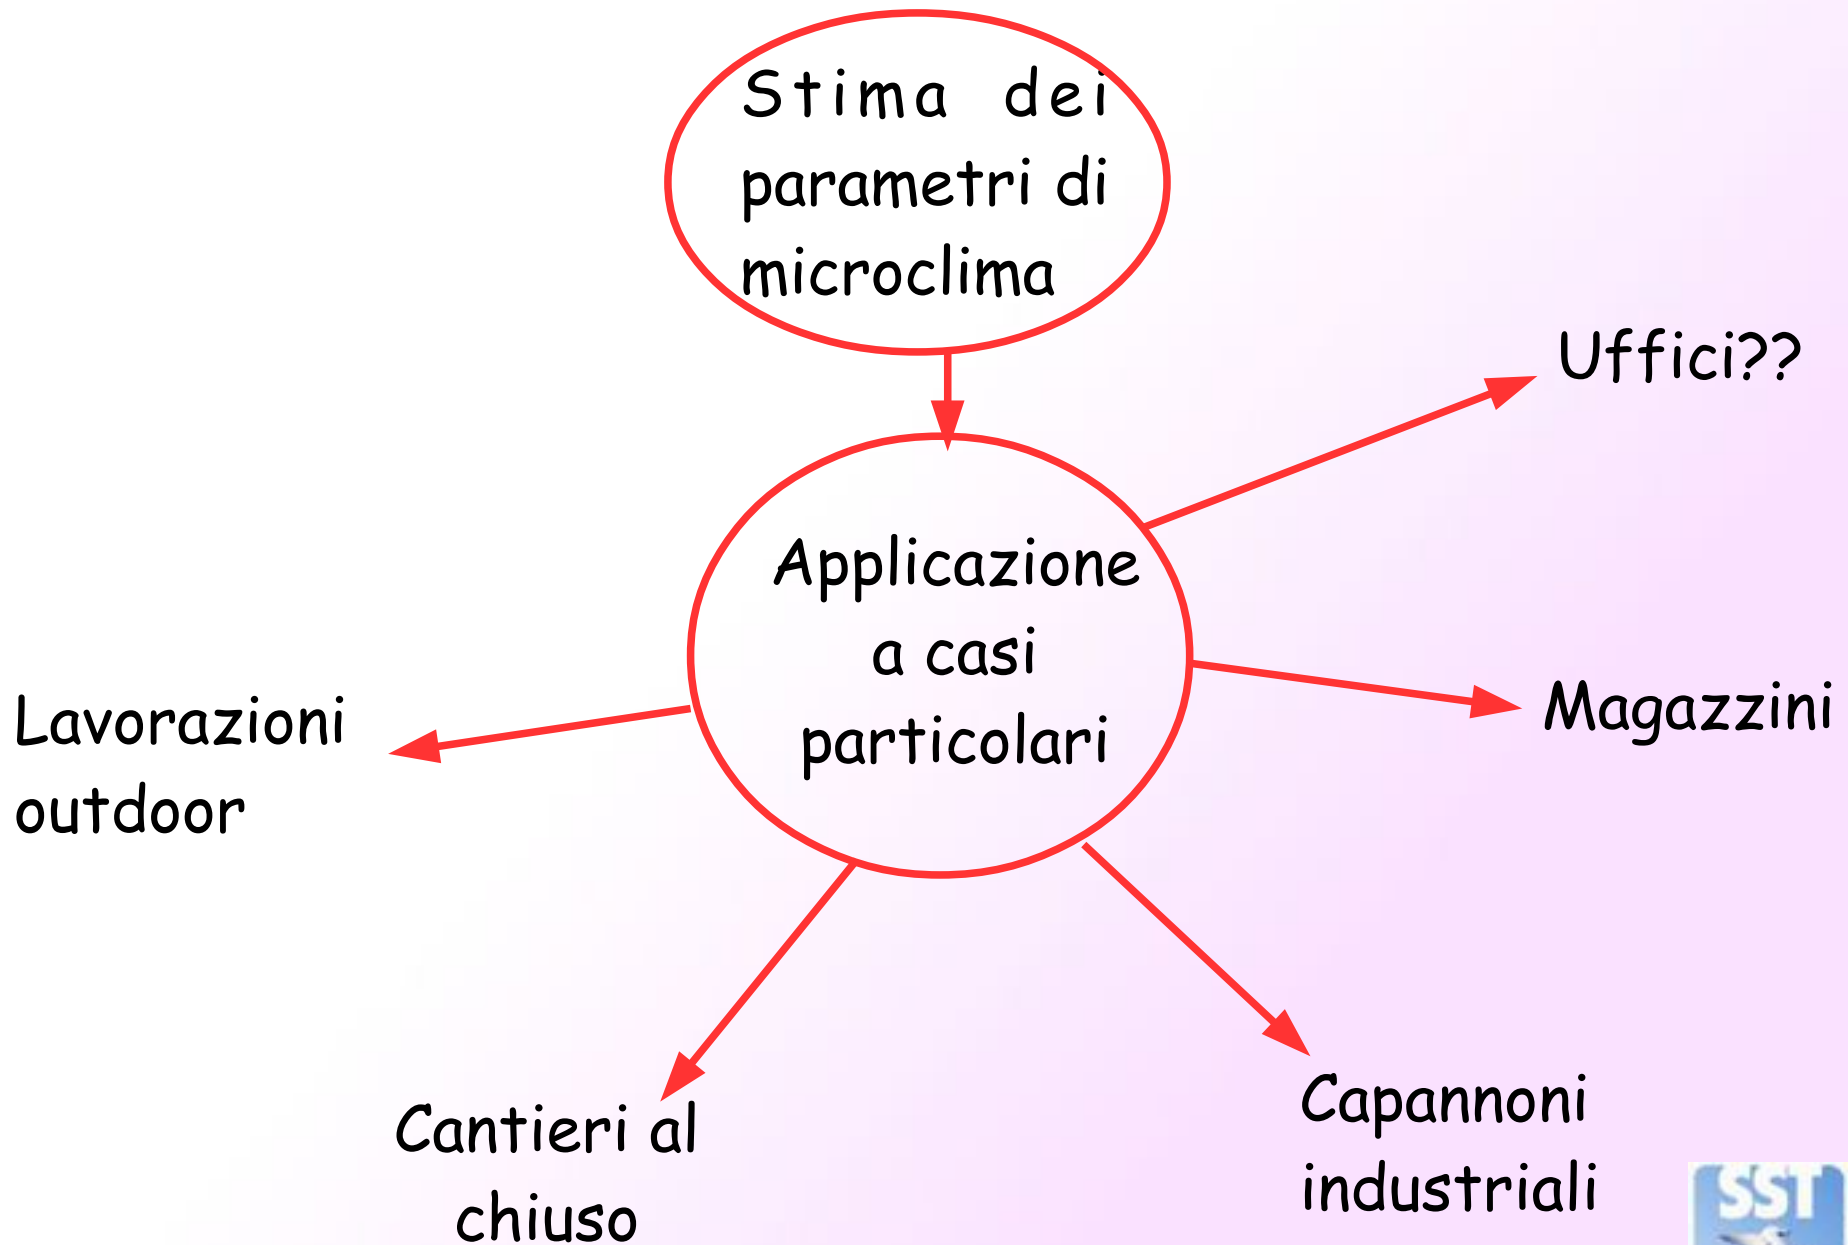 Stima dei
parametri di
microclima
Uffici??
Applicazione
a casi
particolari
Magazzini
Lavorazioni
outdoor
Capannoni
industriali
Cantieri al
chiuso
SST